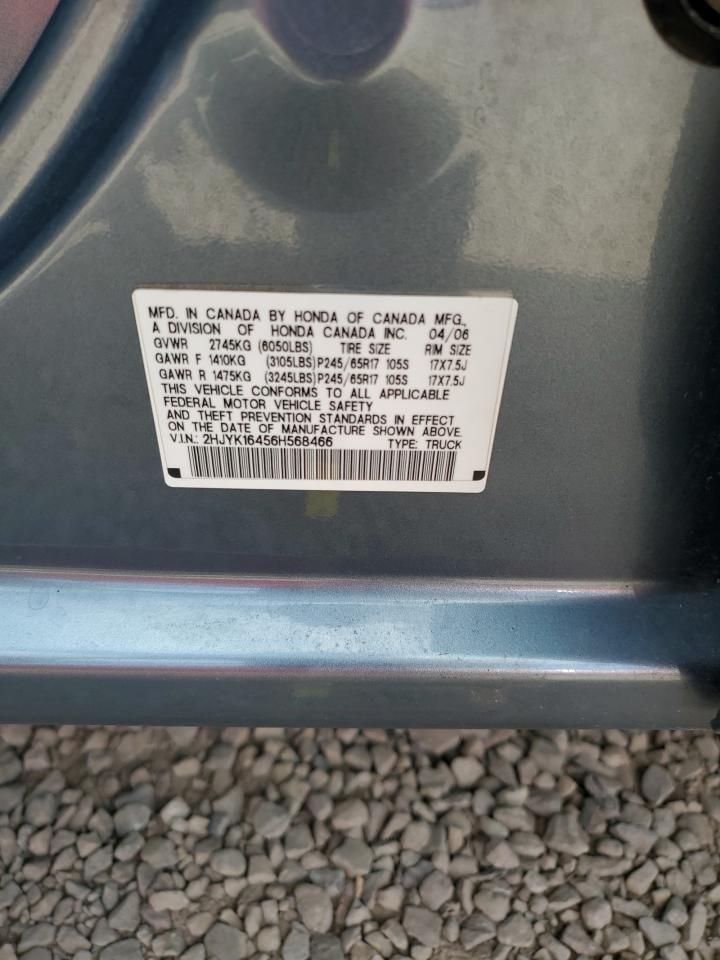 MFD. IN CANADA BY HONDA OF CANADA MFG.,
A DIVISION OF HONDA CANADA INC. 04/06
GVWR 2745KG (6050LBS) TIRE SIZE RIM SIZE
GAWR F 1410KG (3105LBS)P245/65R17 105S 17X7.5J
GAWR R 1475KG (3245LBS)P245/65R17 105S 17X7.5J
THIS VEHICLE CONFORMS TO ALL APPLICABLE
FEDERAL MOTOR VEHICLE SAFETY
AND THEFT PREVENTION STANDARDS IN EFFECT
ON THE DATE OF MANUFACTURE SHOWN ABOVE.
V.I.N.: 2HJYK16456H568466 TYPE: TRUCK